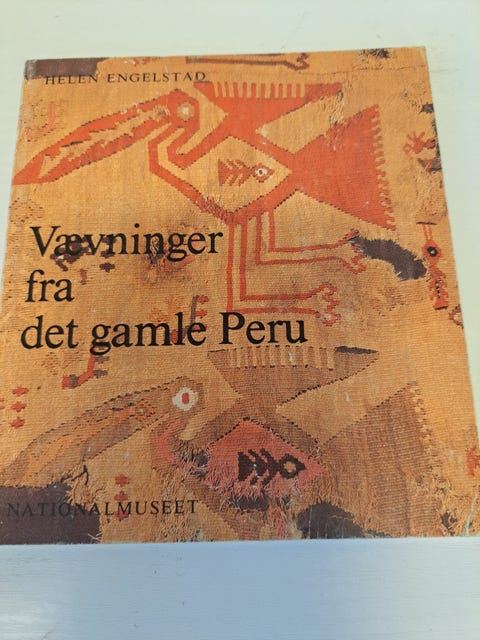 HELEN ENGELSTAD
Vævninger
fra
det gamle Peru
NATIONALMUSEET